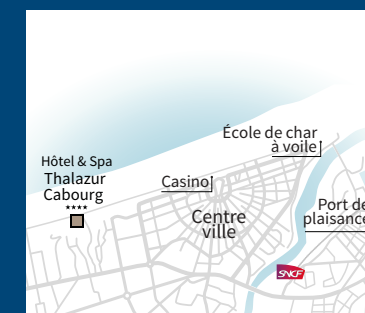 École de char
à voile
Hôtel & Spa
Thalazur
Cabourg
★★★★
Casino
Centre
ville
Port de
plaisance
SNCF